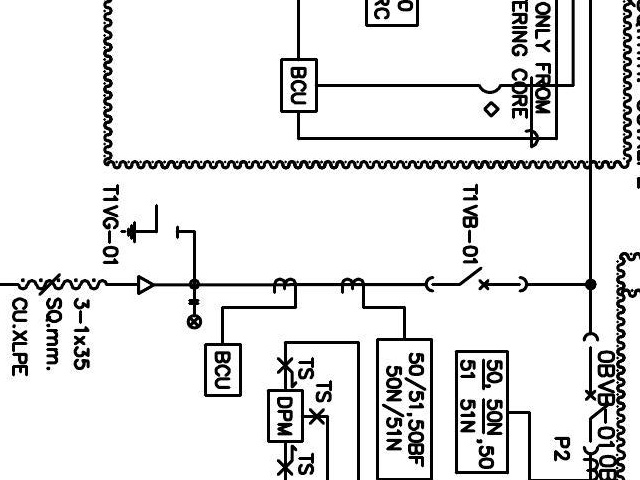 0
RC
ONLY FROM
ERING CORE
BCU
T1VG-01
T1VB-01
3-1x35
SQ.mm.
CU.XLPE
BCU
50/51,50BF
50N/51N
50, 50N ,50
51 51N
0BVB-01
P2
TS
TS
DPM
TS